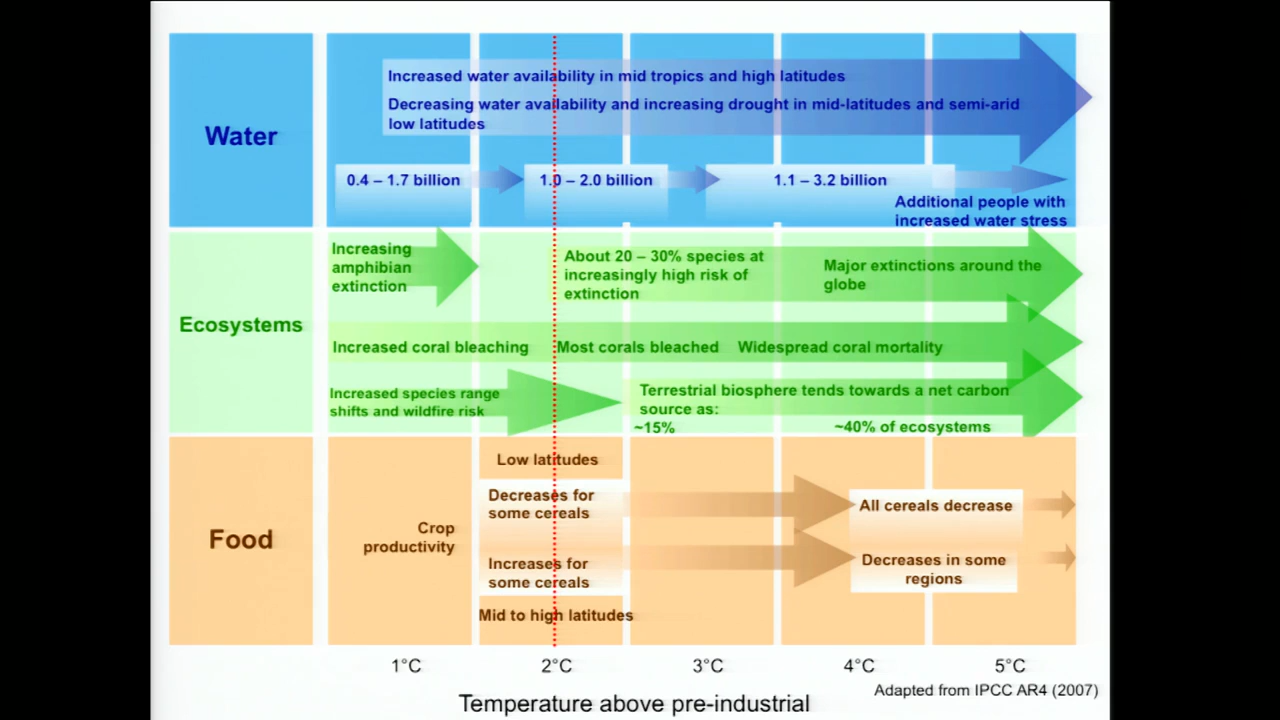 Water
Increased water availability in mid tropics and high latitudes
Decreasing water availability and increasing drought in mid-latitudes and semi-arid
low latitudes
0.4 – 1.7 billion
1.0 – 2.0 billion
1.1 – 3.2 billion
Additional people with
increased water stress
Ecosystems
Increasing
amphibian
extinction
About 20 – 30% species at
increasingly high risk of
extinction
Major extinctions around the
globe
Increased coral bleaching
Most corals bleached
Widespread coral mortality
Increased species range
shifts and wildfire risk
Terrestrial biosphere tends towards a net carbon
source as:
~15%
~40% of ecosystems
Food
Crop
productivity
Low latitudes
Decreases for
some cereals
All cereals decrease
Increases for
some cereals
Decreases in some
regions
Mid to high latitudes
1°C
2°C
3°C
4°C
5°C
Temperature above pre-industrial
Adapted from IPCC AR4 (2007)